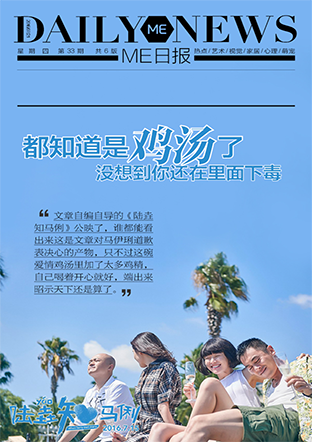 DAILY ME NEWS
星期四 第33期 共6版
ME日报
热点/艺术/视觉/家居/心理/萌宠
都知道是鸡汤了
没想到你还在里面下毒
“ 文章自编自导的《陆垚
知马俐》公映了，谁都能看
出来这是文章对马伊琍道歉
表决心的产物，只不过这碗
爱情鸡汤里加了太多鸡精，
自己喝着开心就好，端出来
昭示天下还是算了。 ”
陆垚知马俐